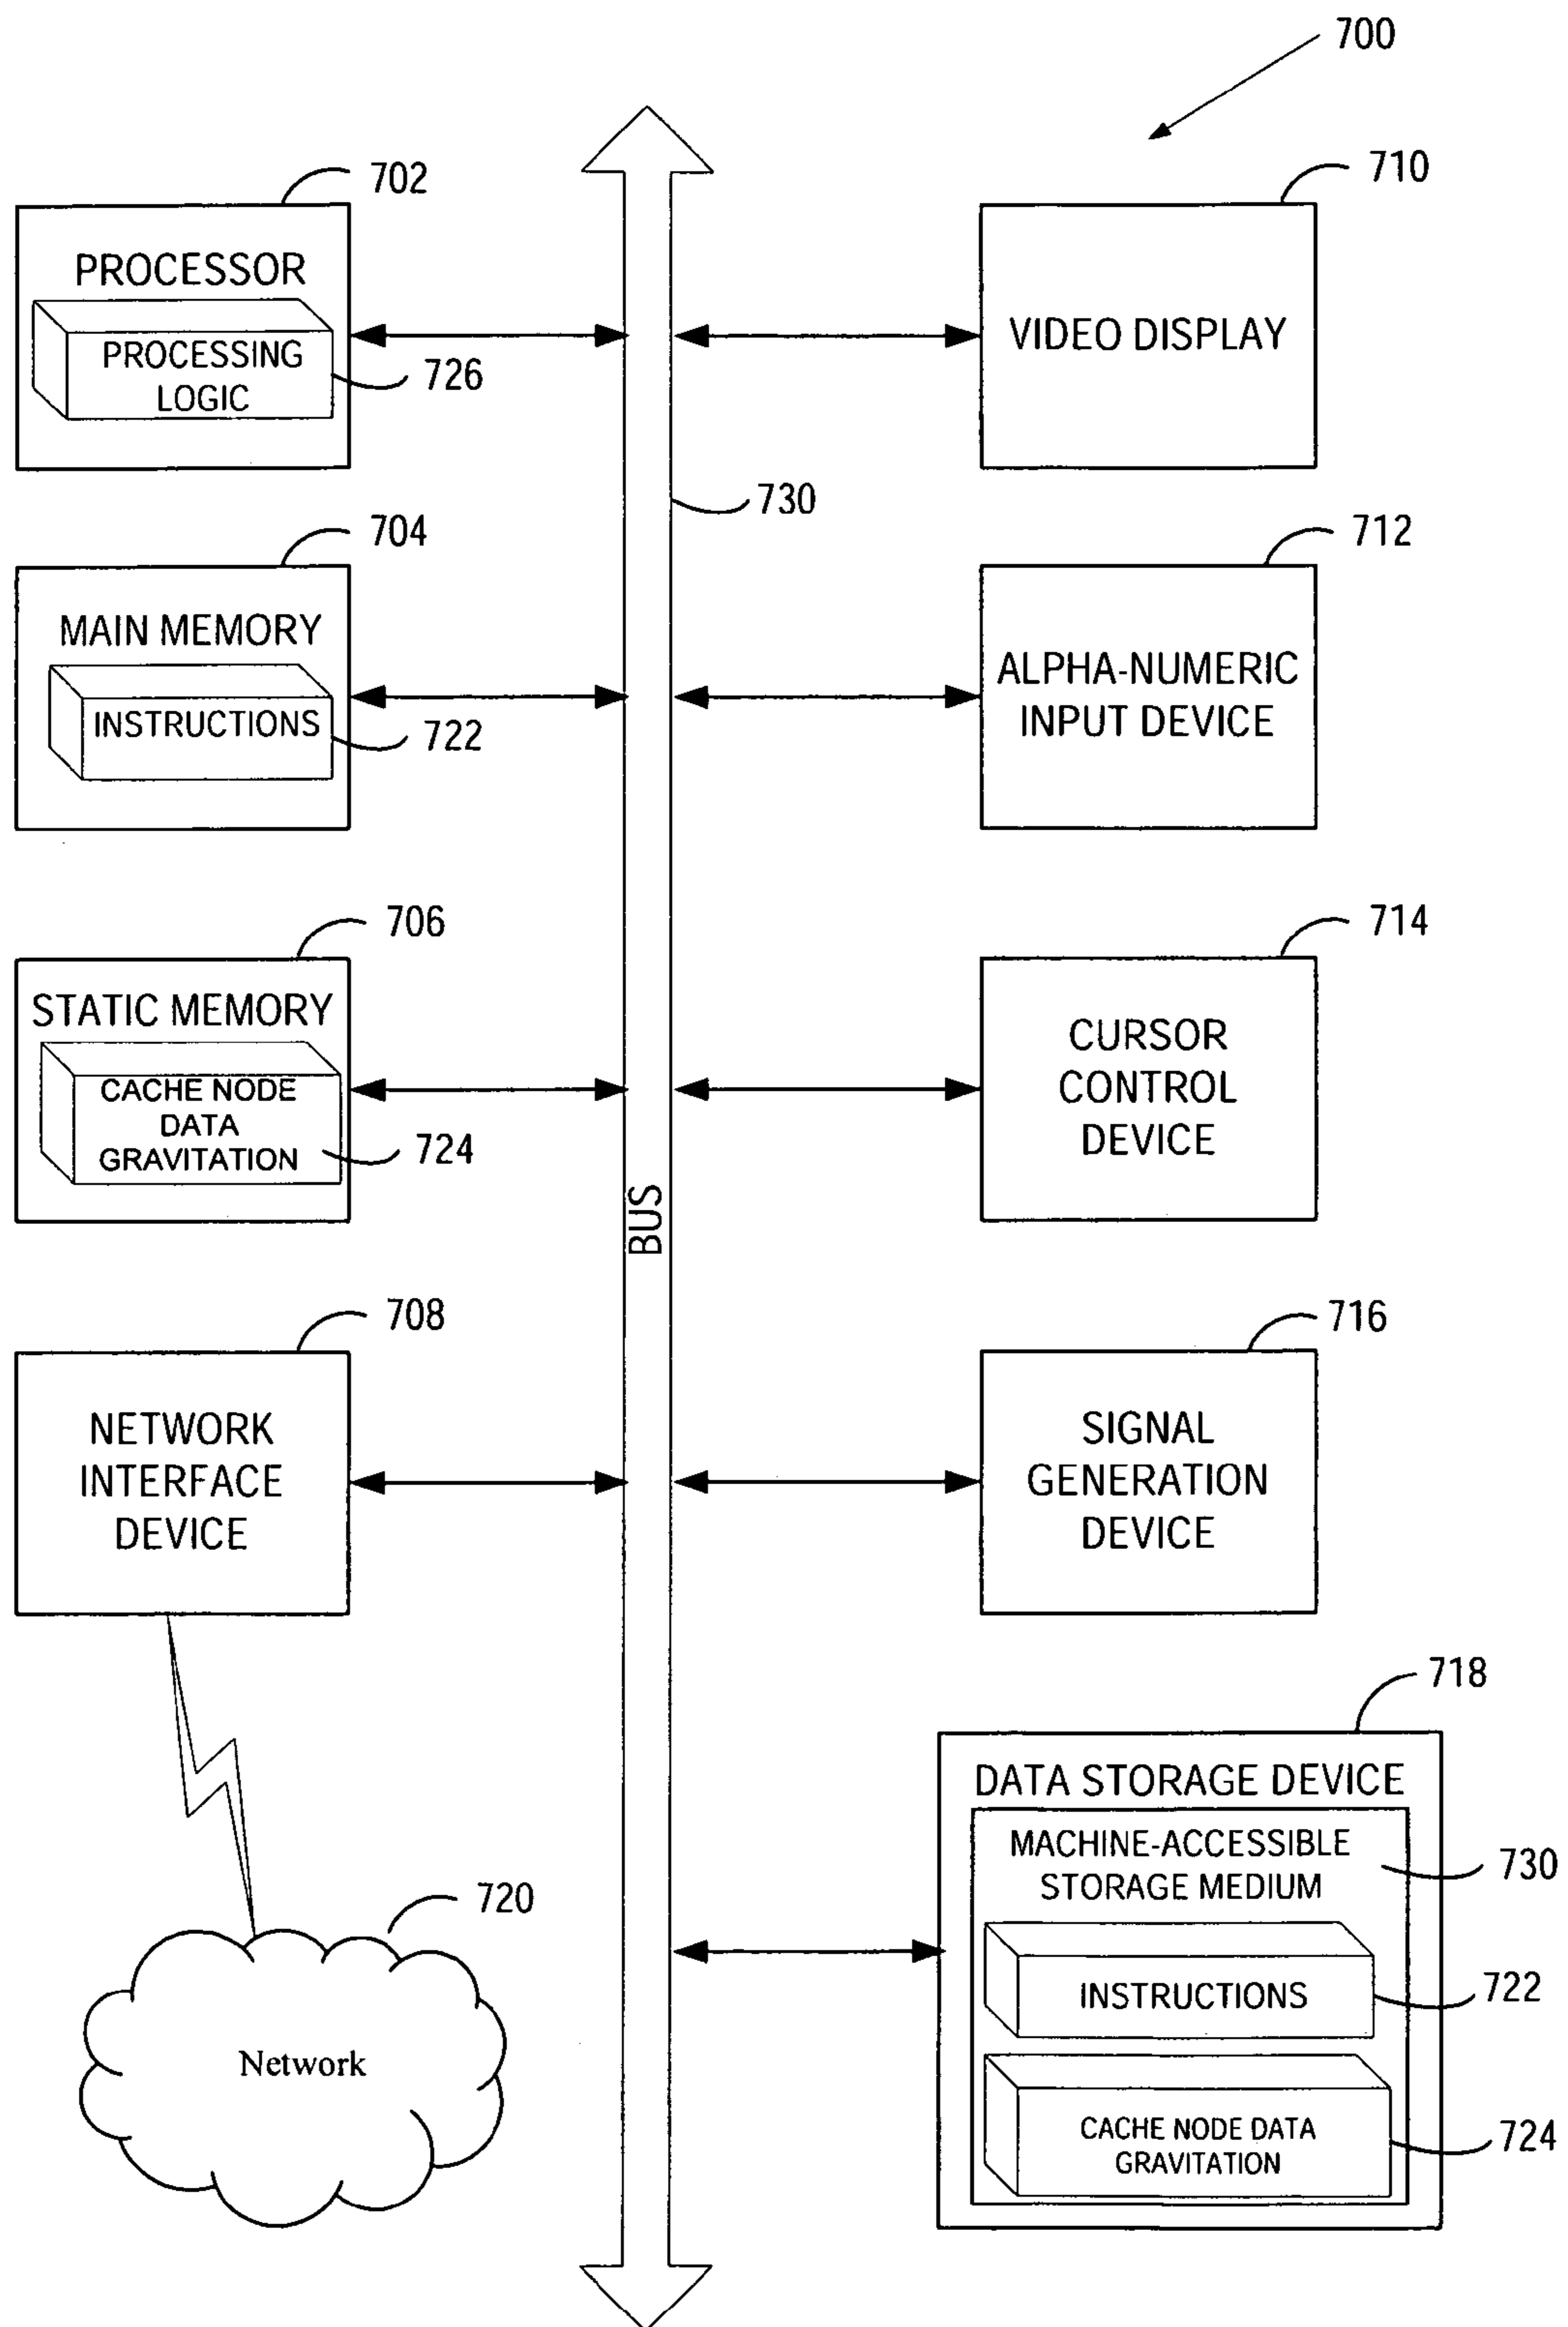 700
702
PROCESSOR
PROCESSING
LOGIC
726
710
VIDEO DISPLAY
730
704
MAIN MEMORY
INSTRUCTIONS
722
712
ALPHA-NUMERIC
INPUT DEVICE
706
STATIC MEMORY
CACHE NODE
DATA
GRAVITATION
724
714
CURSOR
CONTROL
DEVICE
BUS
708
NETWORK
INTERFACE
DEVICE
716
SIGNAL
GENERATION
DEVICE
718
DATA STORAGE DEVICE
MACHINE-ACCESSIBLE
STORAGE MEDIUM
730
INSTRUCTIONS
722
CACHE NODE DATA
GRAVITATION
724
720
Network